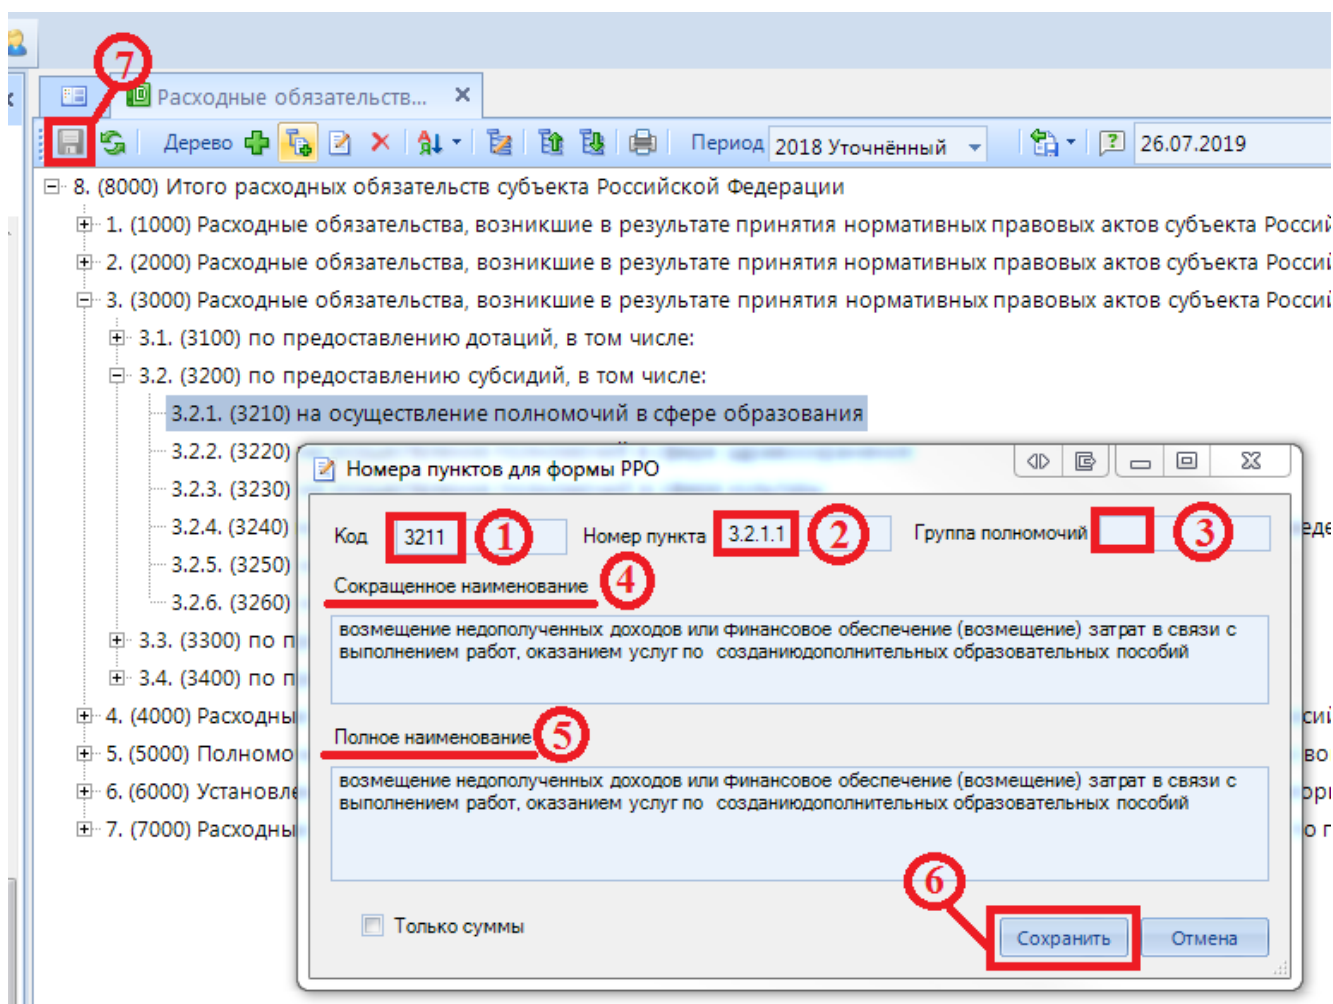 7
Расходные обязательств...
Дерево
Период 2018 Уточнённый
26.07.2019
8. (8000) Итого расходных обязательств субъекта Российской Федерации
1. (1000) Расходные обязательства, возникшие в результате принятия нормативных правовых актов субъекта Россий
2. (2000) Расходные обязательства, возникшие в результате принятия нормативных правовых актов субъекта Россий
3. (3000) Расходные обязательства, возникшие в результате принятия нормативных правовых актов субъекта Россий
3.1. (3100) по предоставлению дотаций, в том числе:
3.2. (3200) по предоставлению субсидий, в том числе:
3.2.1. (3210) на осуществление полномочий в сфере образования
3.2.2. (3220)
3.2.3. (3230)
3.2.4. (3240)
3.2.5. (3250)
3.2.6. (3260)
3.3. (3300) по п
3.4. (3400) по п
4. (4000) Расходны
5. (5000) Полномо
6. (6000) Установле
7. (7000) Расходны
Номера пунктов для формы РРО
Код 3211 1 Номер пункта 3.2.1.1 2 Группа полномочий 3
Сокращенное наименование 4
возмещение недополученных доходов или финансовое обеспечение (возмещение) затрат в связи с
выполнением работ, оказанием услуг по созданиюдополнительных образовательных пособий
Полное наименование 5
возмещение недополученных доходов или финансовое обеспечение (возмещение) затрат в связи с
выполнением работ, оказанием услуг по созданиюдополнительных образовательных пособий
6
Только суммы
Сохранить Отмена